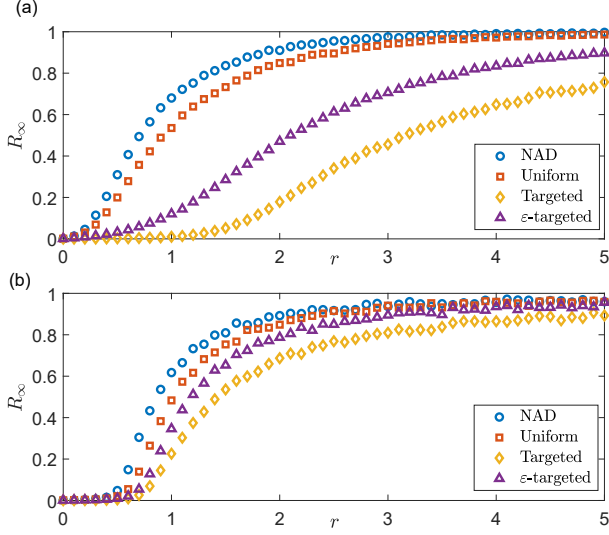 (a)
1
0.8
0.6
0.4
0.2
0
R∞
NAD
Uniform
Targeted
ε-targeted
0 1 2 3 4 5
r
(b)
1
0.8
0.6
0.4
0.2
0
R∞
NAD
Uniform
Targeted
ε-targeted
0 1 2 3 4 5
r